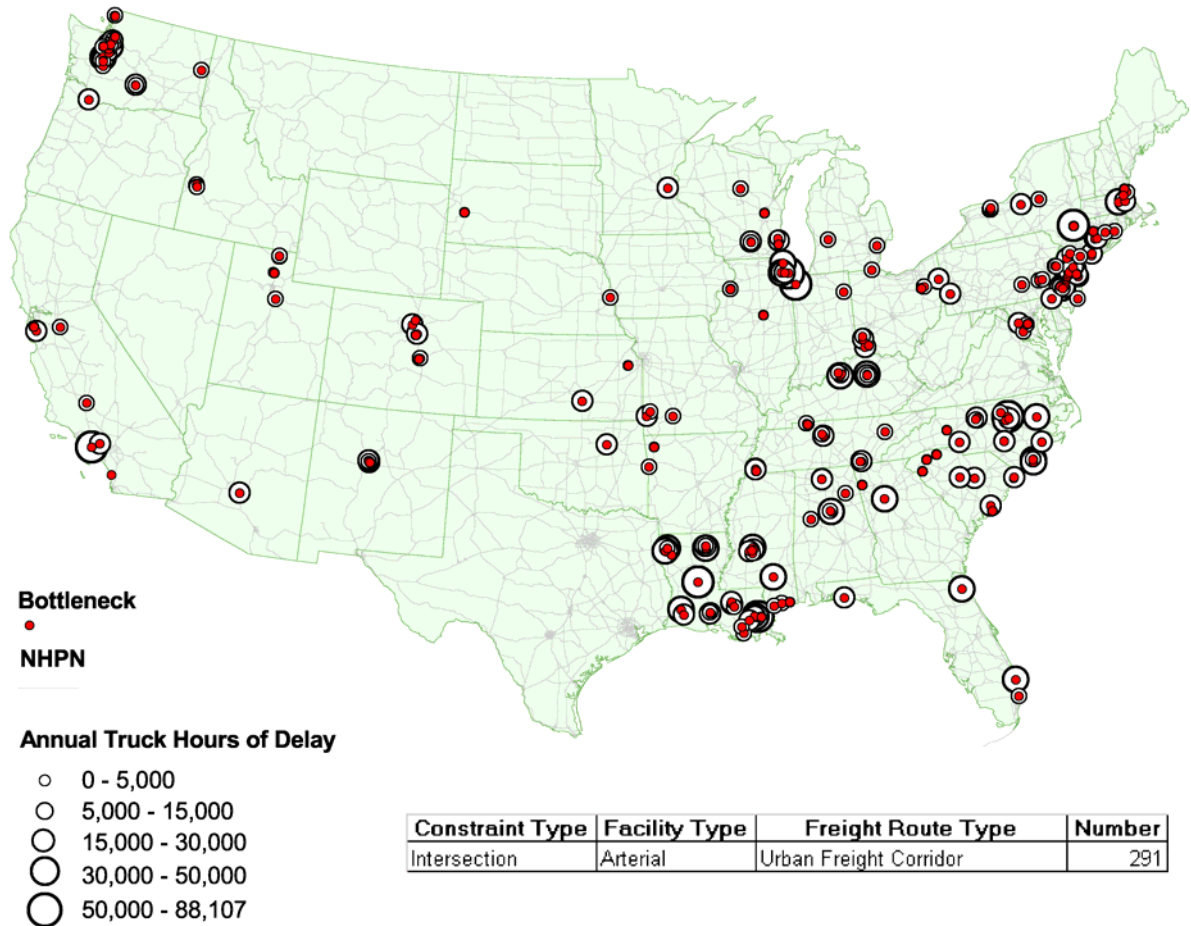 Bottleneck
NHPN
Annual Truck Hours of Delay
0 - 5,000
5,000 - 15,000
15,000 - 30,000
30,000 - 50,000
50,000 - 88,107
Constraint Type Facility Type Freight Route Type Number
Intersection Arterial Urban Freight Corridor 291